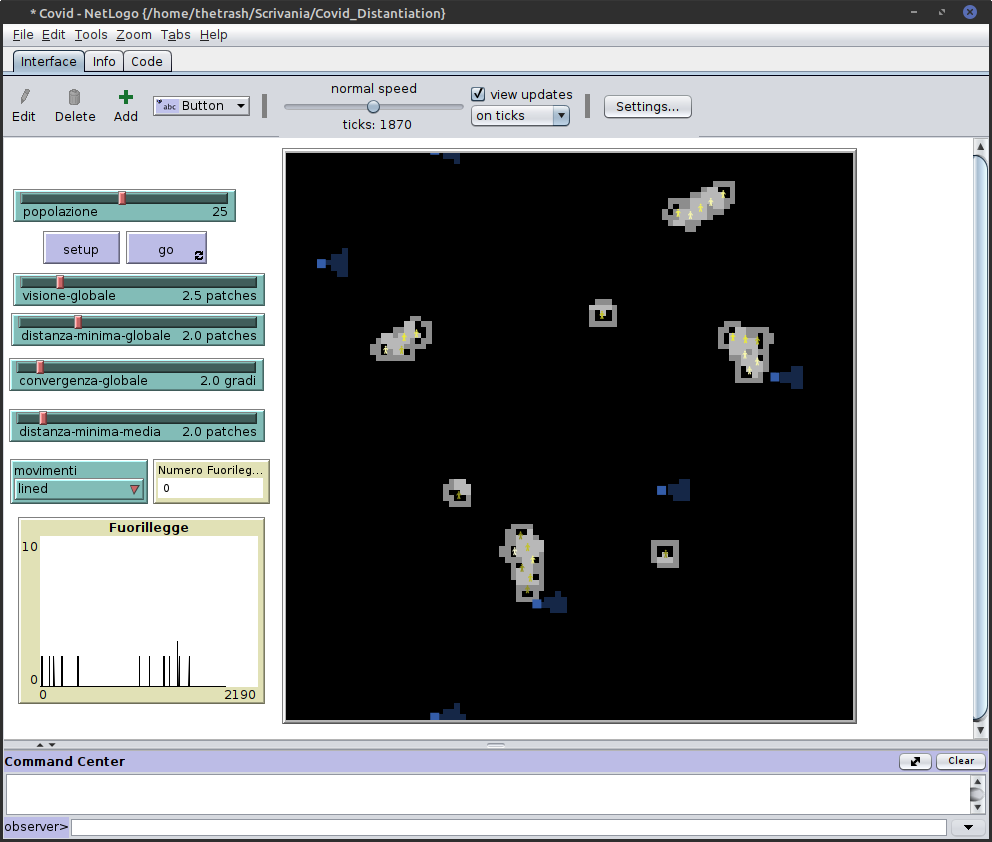 * Covid - NetLogo {/home/thetrash/Scrivania/Covid_Distantiation}
File Edit Tools Zoom Tabs Help
Interface Info Code
Edit Delete Add abc Button
normal speed
ticks: 1870
view updates
on ticks
Settings...
popolazione 25
setup go
visione-globale 2.5 patches
distanza-minima-globale 2.0 patches
convergenza-globale 2.0 gradi
distanza-minima-media 2.0 patches
movimenti
lined
Numero Fuorileg...
0
Fuorillegge
10
0
0 2190
Command Center
Clear
observer>